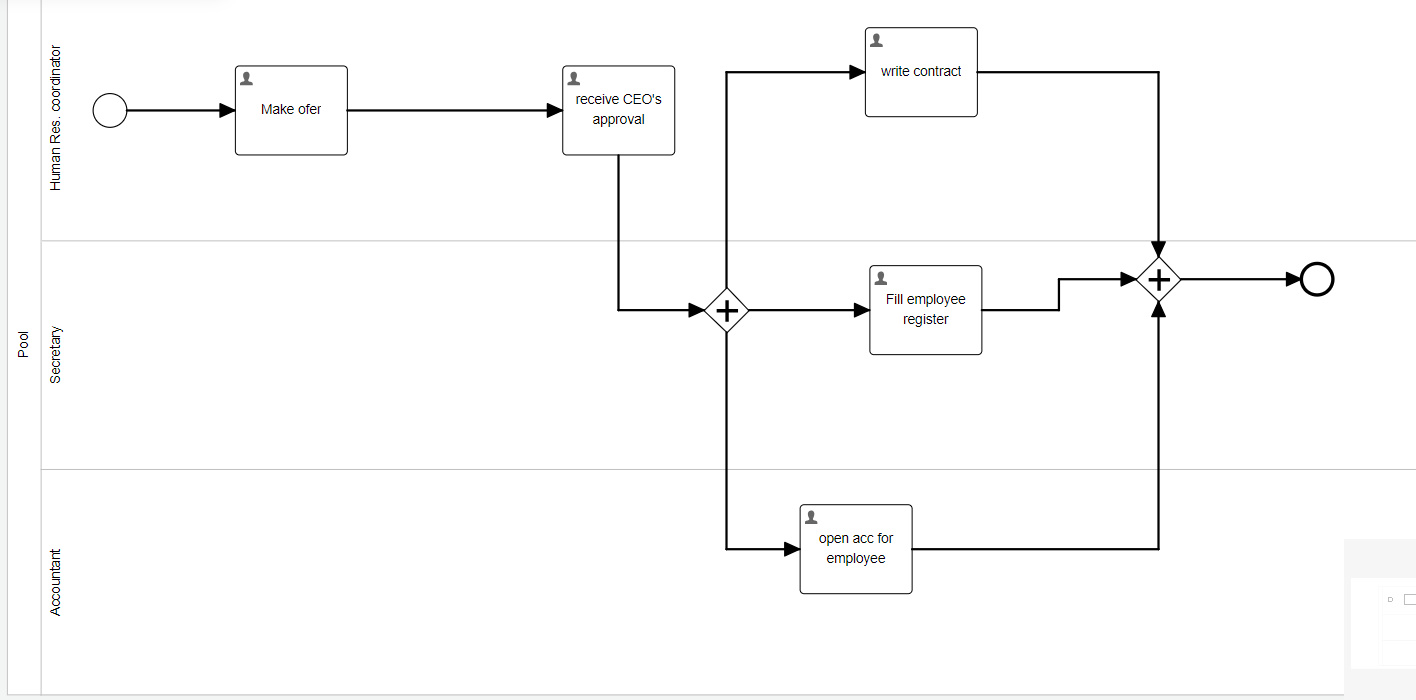 Pool
Human Res. coordinator
Make ofer
receive CEO's
approval
write contract
Secretary
Fill employee
register
Accountant
open acc for
employee